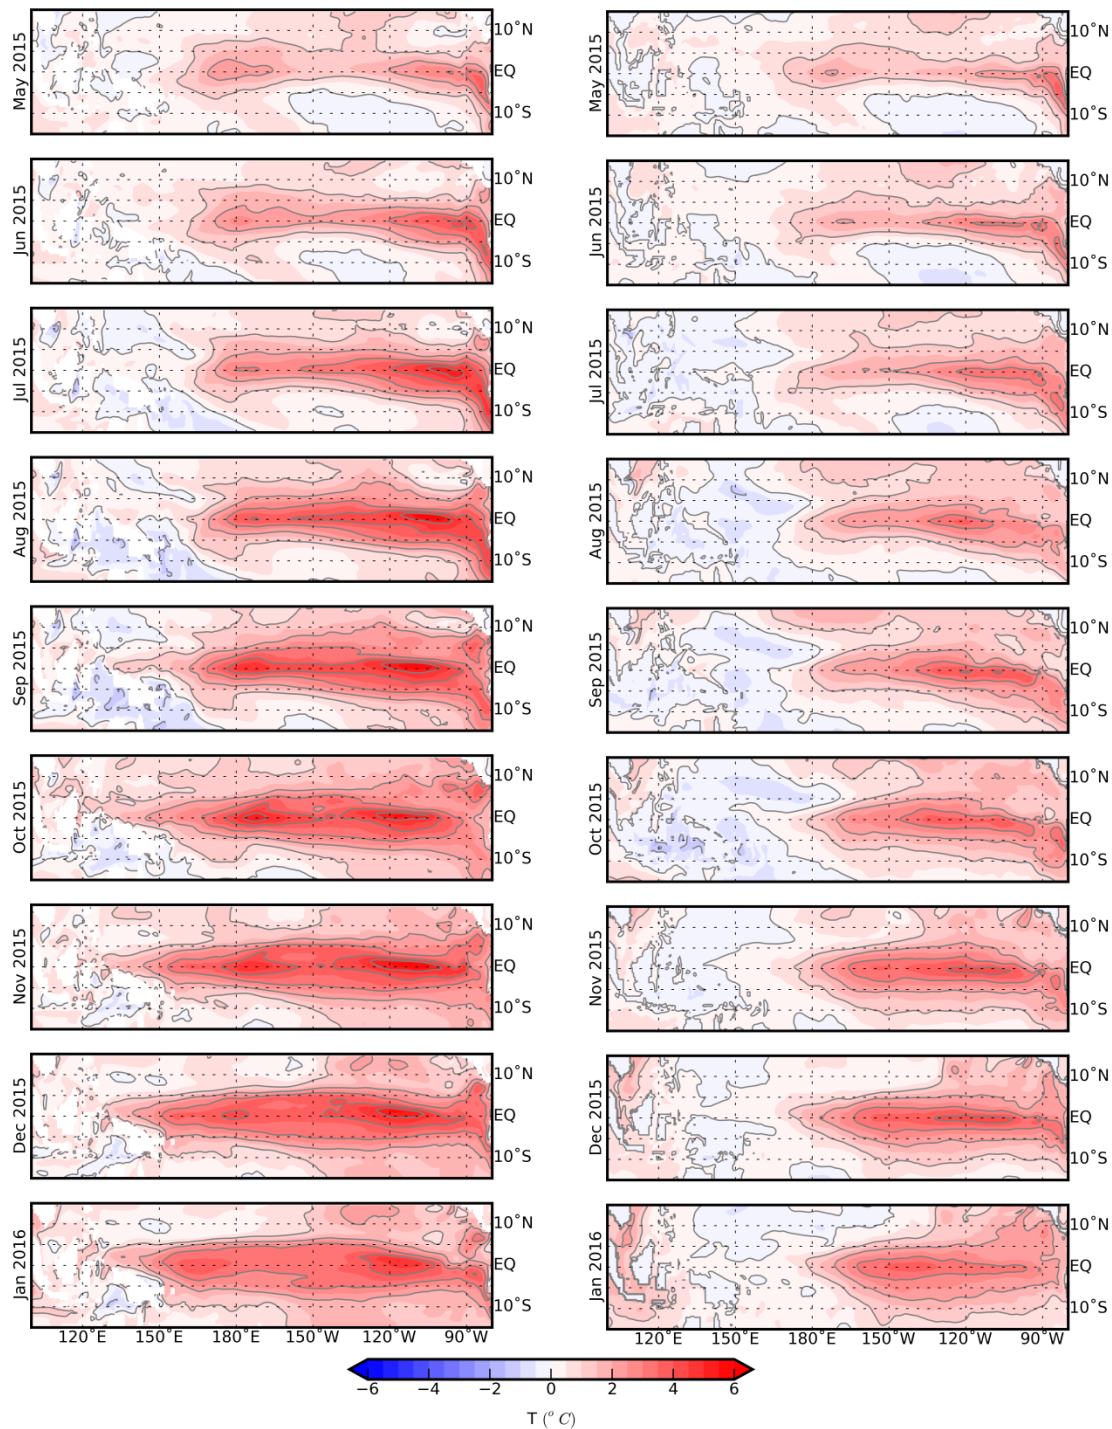 May 2015
10°N
EQ
10°S
May 2015
10°N
EQ
10°S
Jun 2015
10°N
EQ
10°S
Jun 2015
10°N
EQ
10°S
Jul 2015
10°N
EQ
10°S
Jul 2015
10°N
EQ
10°S
Aug 2015
10°N
EQ
10°S
Aug 2015
10°N
EQ
10°S
Sep 2015
10°N
EQ
10°S
Sep 2015
10°N
EQ
10°S
Oct 2015
10°N
EQ
10°S
Oct 2015
10°N
EQ
10°S
Nov 2015
10°N
EQ
10°S
Nov 2015
10°N
EQ
10°S
Dec 2015
10°N
EQ
10°S
Dec 2015
10°N
EQ
10°S
Jan 2016
10°N
EQ
10°S
Jan 2016
10°N
EQ
10°S
120°E 150°E 180°E 150°W 120°W 90°W
120°E 150°E 180°E 150°W 120°W 90°W
−6 −4 −2 0 2 4 6
T (° C)